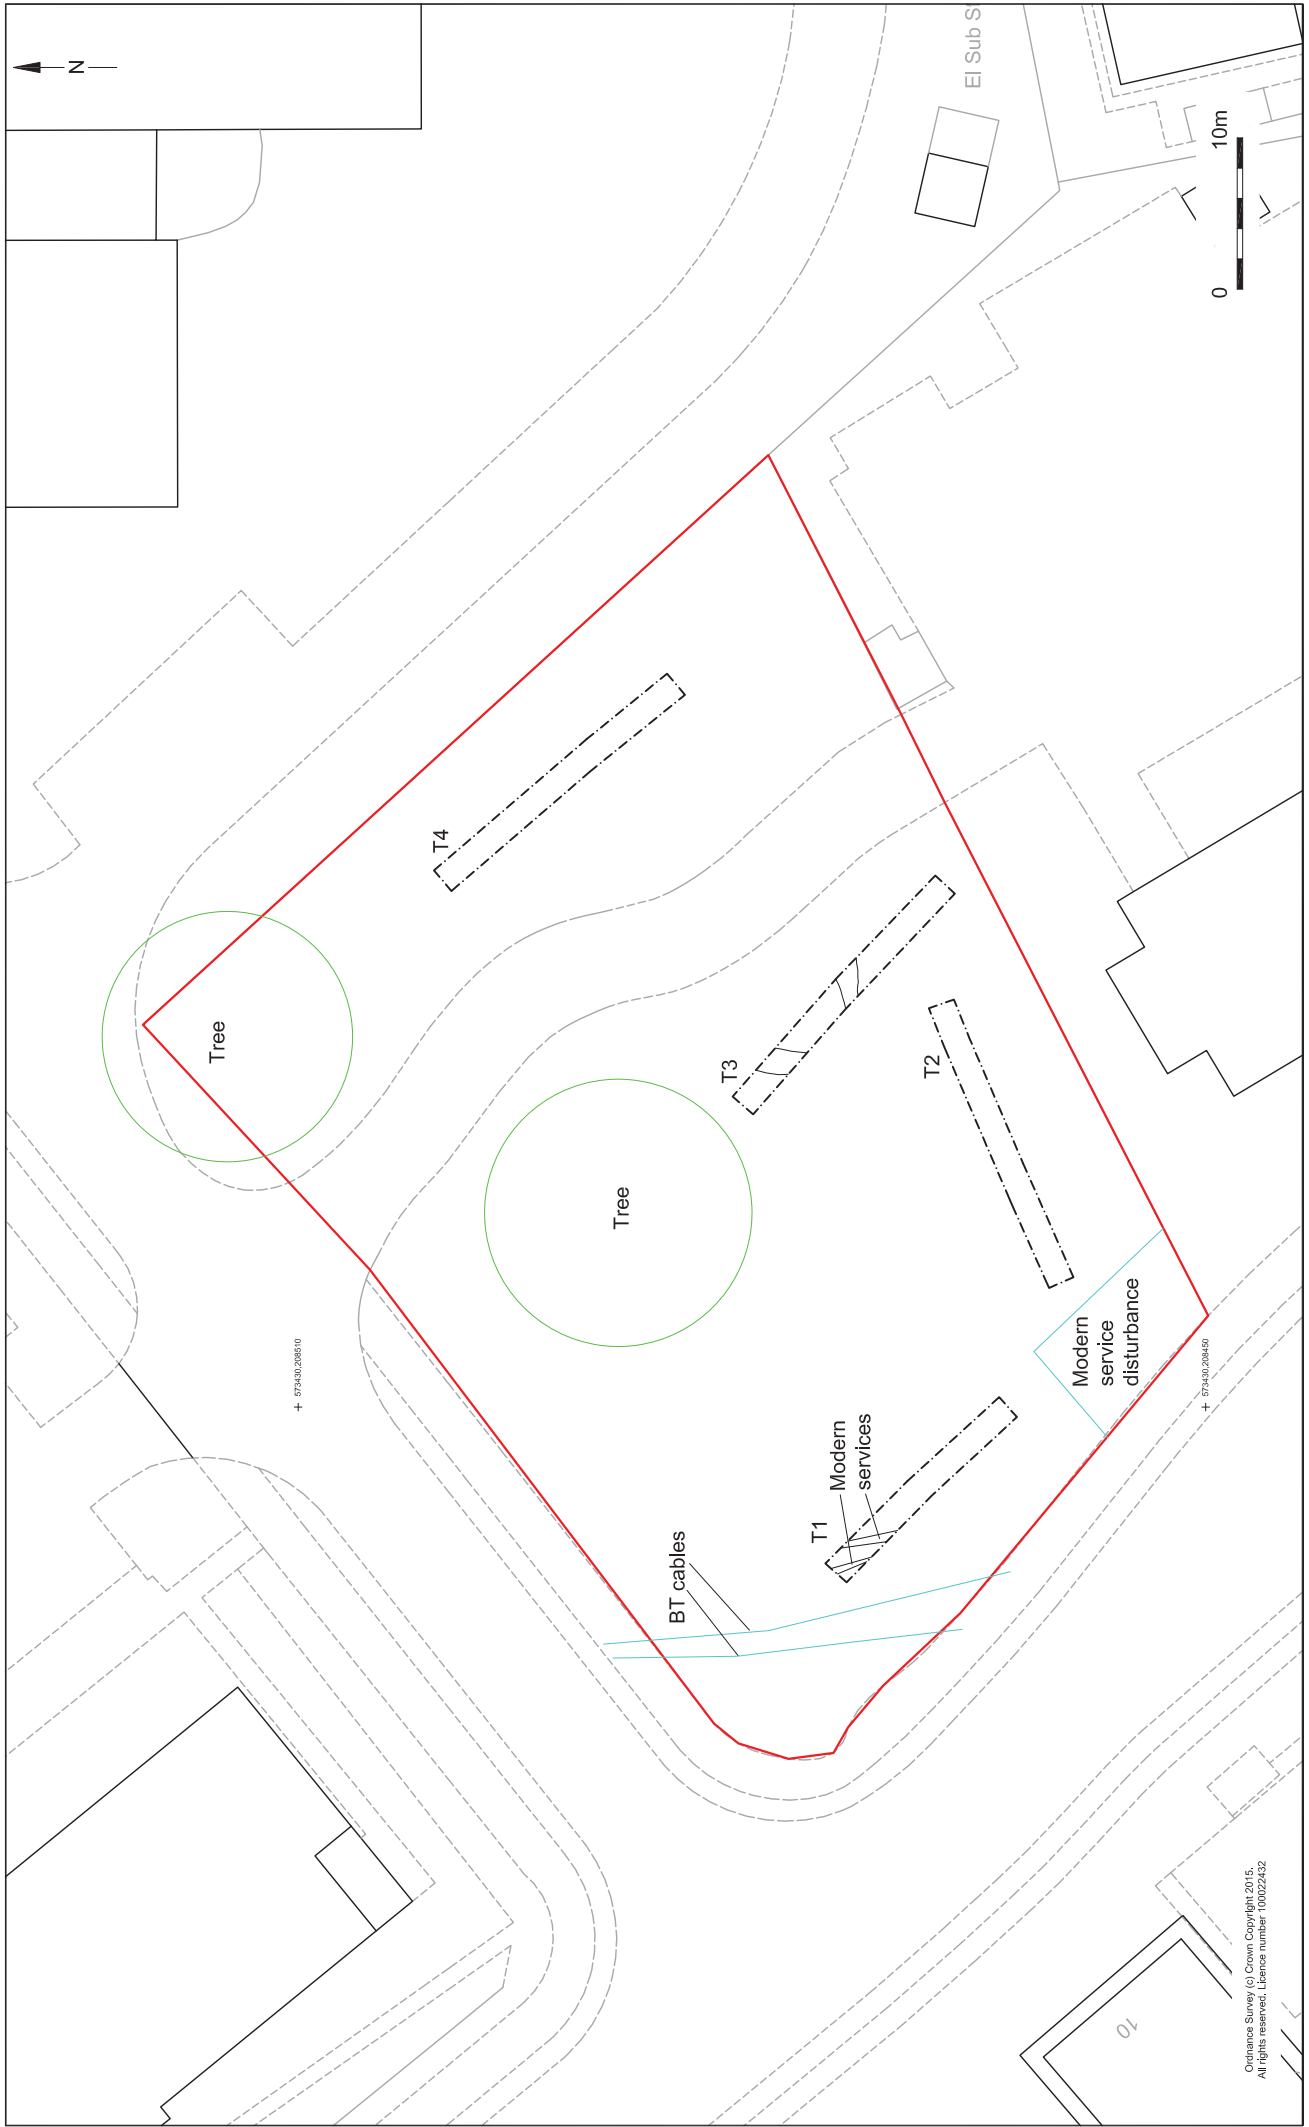 N
El Sub S
10m
0
T4
Tree
Tree
T3
T2
+ 573430,208510
Modern
service
disturbance
+ 573430,208450
Modern
services
T1
BT cables
10
Ordnance Survey (c) Crown Copyright 2015.
All rights reserved. Licence number 100022432